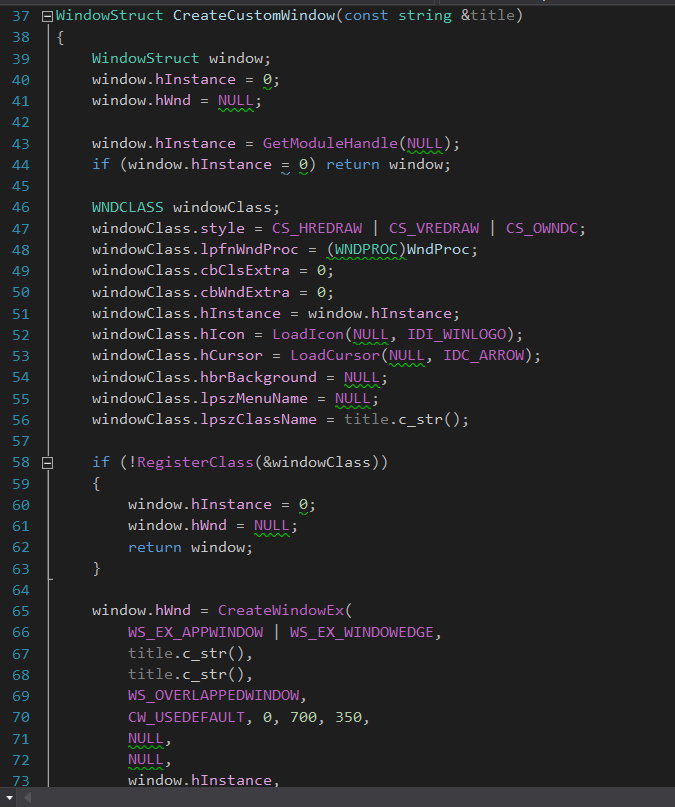 37 WindowStruct CreateCustomWindow(const string &title)
38 {
39 WindowStruct window;
40 window.hInstance = 0;
41 window.hWnd = NULL;
42
43 window.hInstance = GetModuleHandle(NULL);
44 if (window.hInstance = 0) return window;
45
46 WNDCLASS windowClass;
47 windowClass.style = CS_HREDRAW | CS_VREDRAW | CS_OWNDC;
48 windowClass.lpfnWndProc = (WNDPROC)WndProc;
49 windowClass.cbClsExtra = 0;
50 windowClass.cbWndExtra = 0;
51 windowClass.hInstance = window.hInstance;
52 windowClass.hIcon = LoadIcon(NULL, IDI_WINLOGO);
53 windowClass.hCursor = LoadCursor(NULL, IDC_ARROW);
54 windowClass.hbrBackground = NULL;
55 windowClass.lpszMenuName = NULL;
56 windowClass.lpszClassName = title.c_str();
57
58 if (!RegisterClass(&windowClass))
59 {
60 window.hInstance = 0;
61 window.hWnd = NULL;
62 return window;
63 }
64
65 window.hWnd = CreateWindowEx(
66 WS_EX_APPWINDOW | WS_EX_WINDOWEDGE,
67 title.c_str(),
68 title.c_str(),
69 WS_OVERLAPPEDWINDOW,
70 CW_USEDEFAULT, 0, 700, 350,
71 NULL,
72 NULL,
73 window.hInstance,